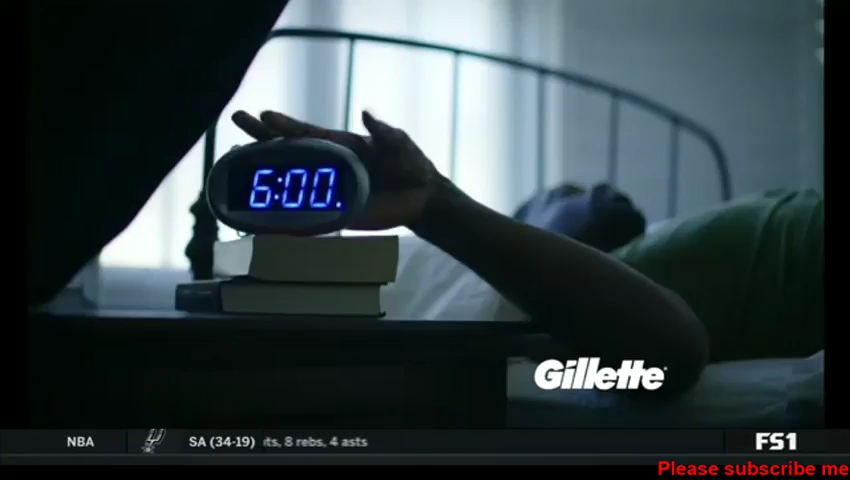 6:00.
Gillette
NBA SA (34-19) its, 8 rebs, 4 asts FS1
Please subscribe me